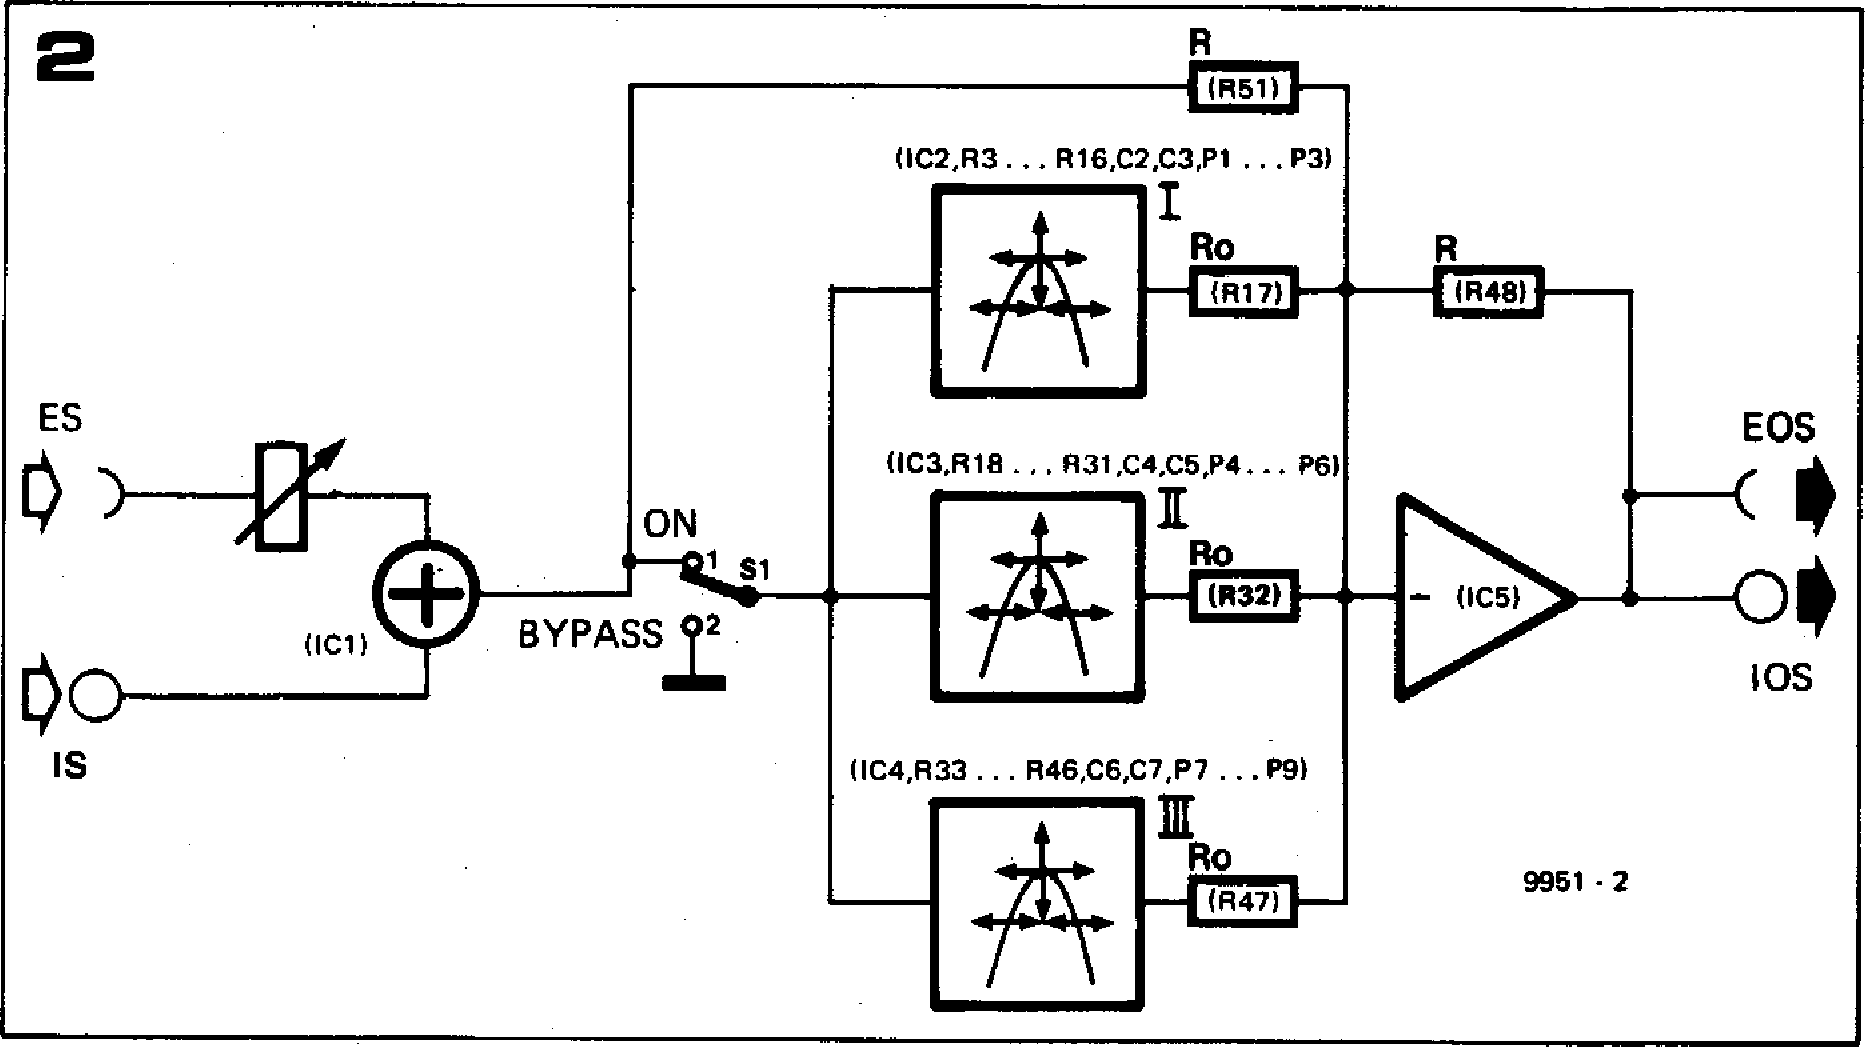 2
R
(R51)
(IC2,R3 ... R16,C2,C3,P1 ... P3)
I
Ro
(R17)
R
(R48)
ES
EOS
(IC3,R18 ... R31,C4,C5,P4 ... P6)
II
ON
1
S1
Ro
(R32)
-
(IC5)
BYPASS
2
(IC1)
IS
IOS
(IC4,R33 ... R46,C6,C7,P7 ... P9)
III
Ro
(R47)
9951 - 2